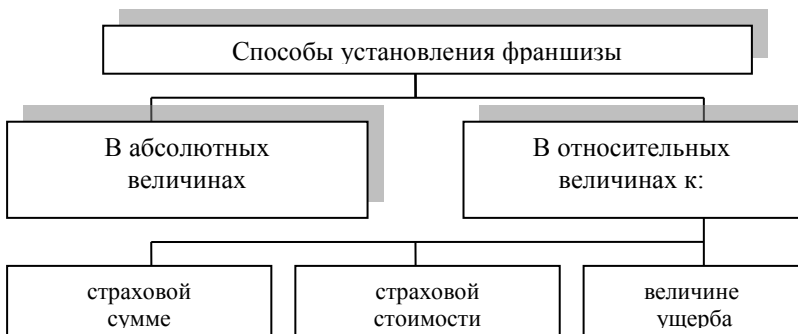 Способы установления франшизы
В абсолютных
величинах
В относительных
величинах к:
страховой
сумме
страховой
стоимости
величине
ущерба